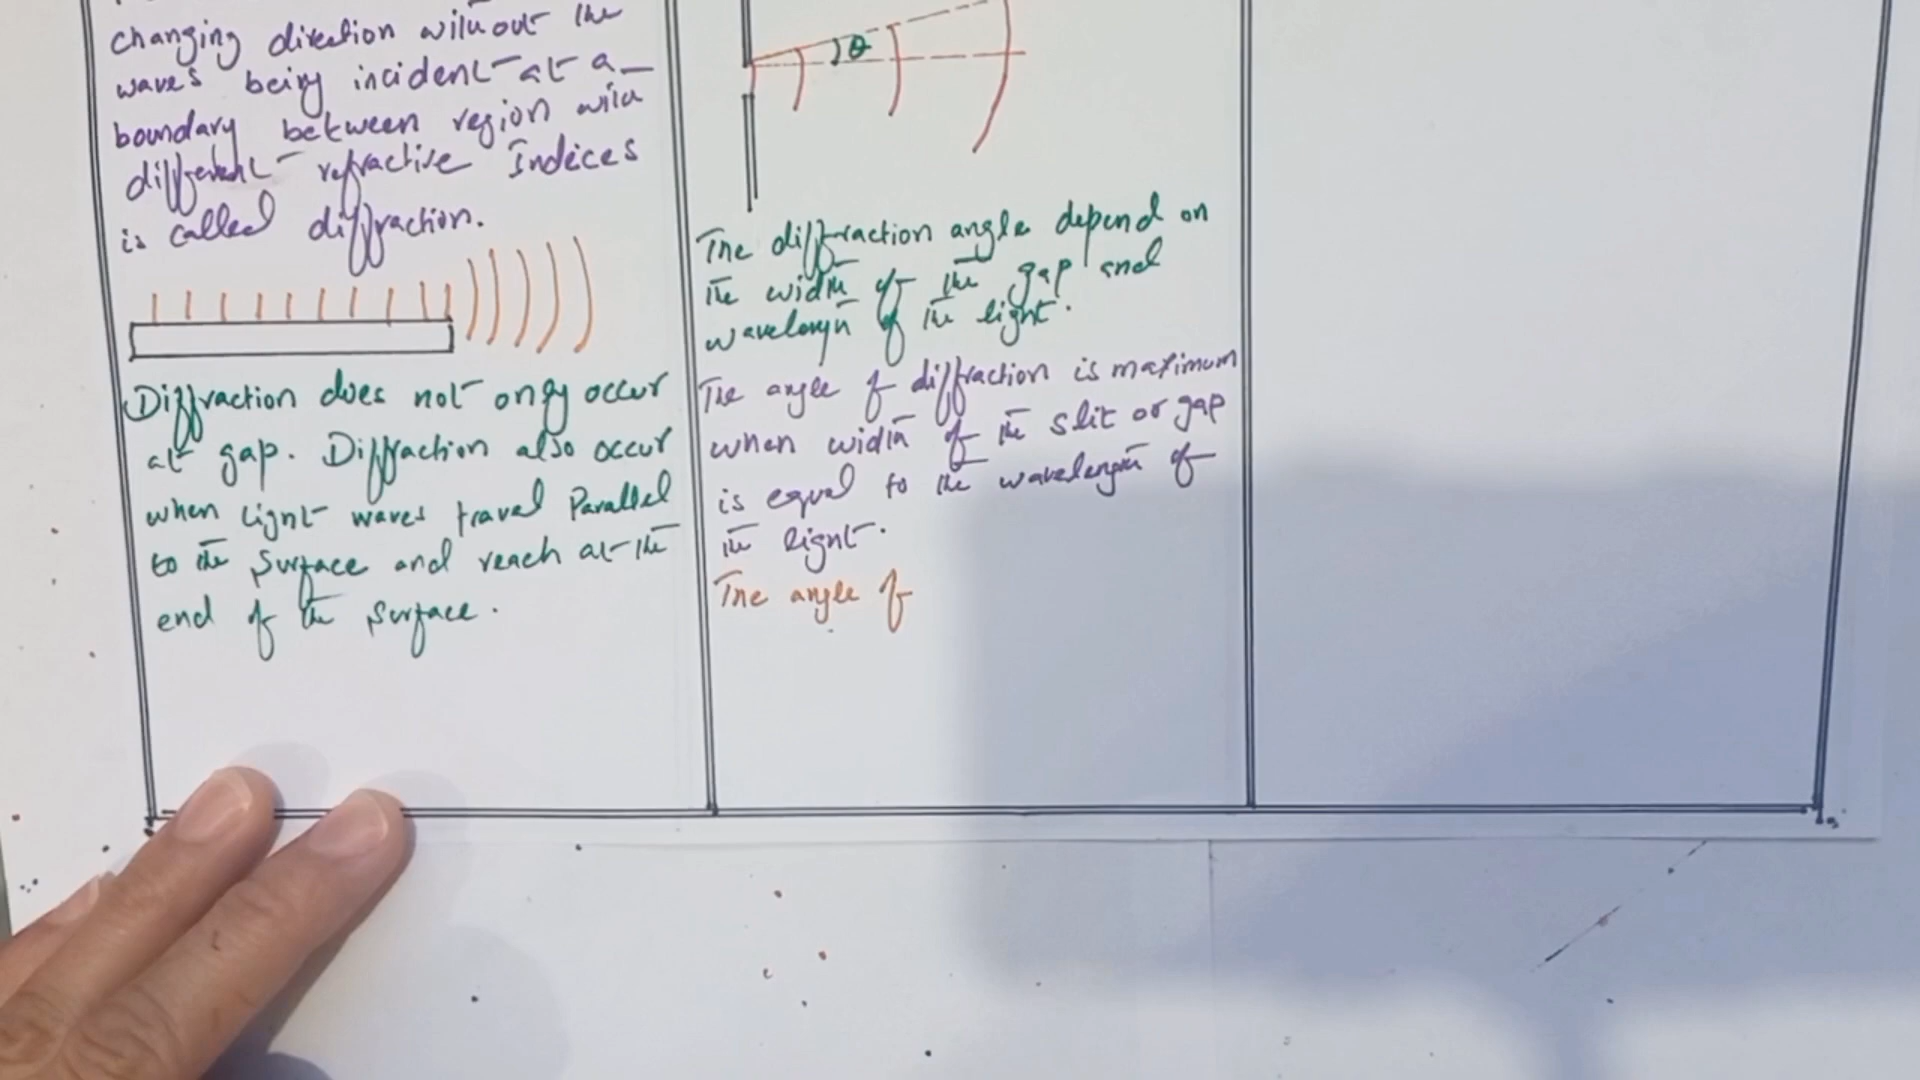 changing direction without the
waves being incident at a
boundary between region with
different refractive Indices
is called diffraction.
Diffraction does not only occur
at gap. Diffraction also occur
when light waves travel Parallel
to the surface and reach at the
end of the surface.
θ
The diffraction angle depend on
the width of the gap and
wavelength of the light.
The angle of diffraction is maximum
when width of the slit or gap
is equal to the wavelength of
the light.
The angle of